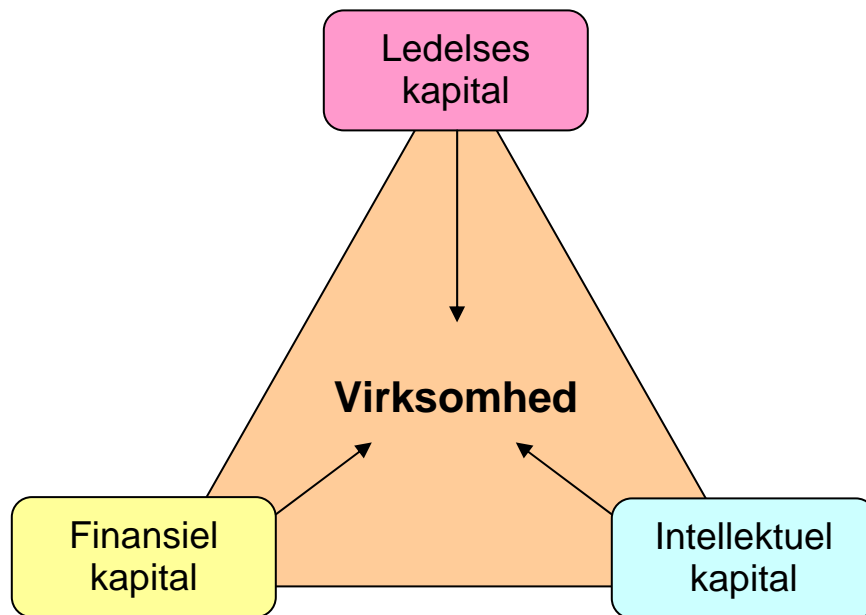 Ledelses
kapital
Virksomhed
Finansiel
kapital
Intellektuel
kapital